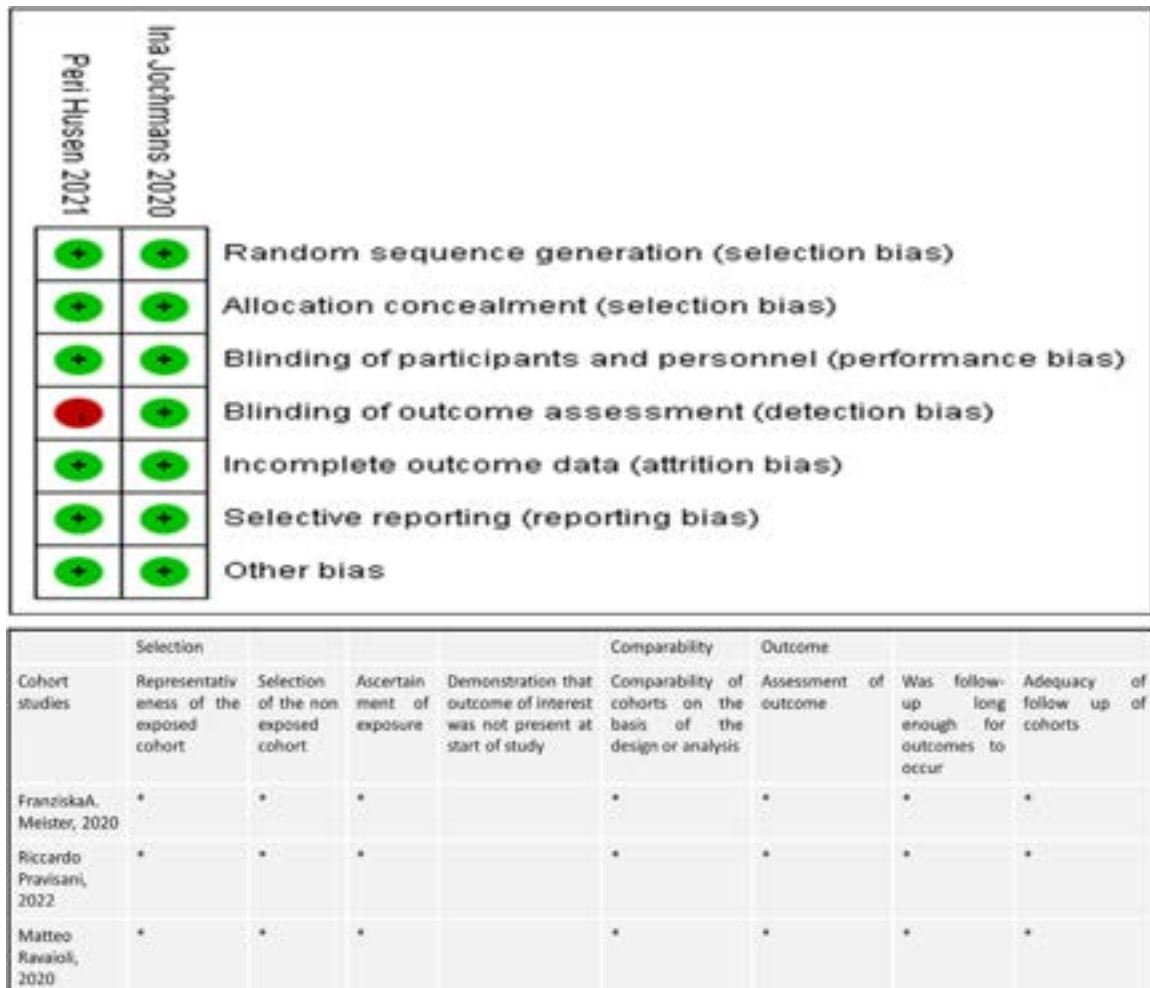 Peri Husen 2021
Ina Jochmans 2020
Random sequence generation (selection bias)
Allocation concealment (selection bias)
Blinding of participants and personnel (performance bias)
Blinding of outcome assessment (detection bias)
Incomplete outcome data (attrition bias)
Selective reporting (reporting bias)
Other bias
Selection
Comparability
Outcome
Cohort
studies
Representativ
eness of the
exposed
cohort
Selection
of the non
exposed
cohort
Ascertain
ment of
exposure
Demonstration that
outcome of interest
was not present at
start of study
Comparability of
cohorts on the
basis of the
design or analysis
Assessment of
outcome
Was follow-
up long
enough for
outcomes to
occur
Adequacy of
follow up of
cohorts
FranziskaA.
Meister, 2020
* * * * * * *
Riccardo
Pravisani,
2022
* * * * * * *
Matteo
Ravaioli,
2020
* * * * * * *